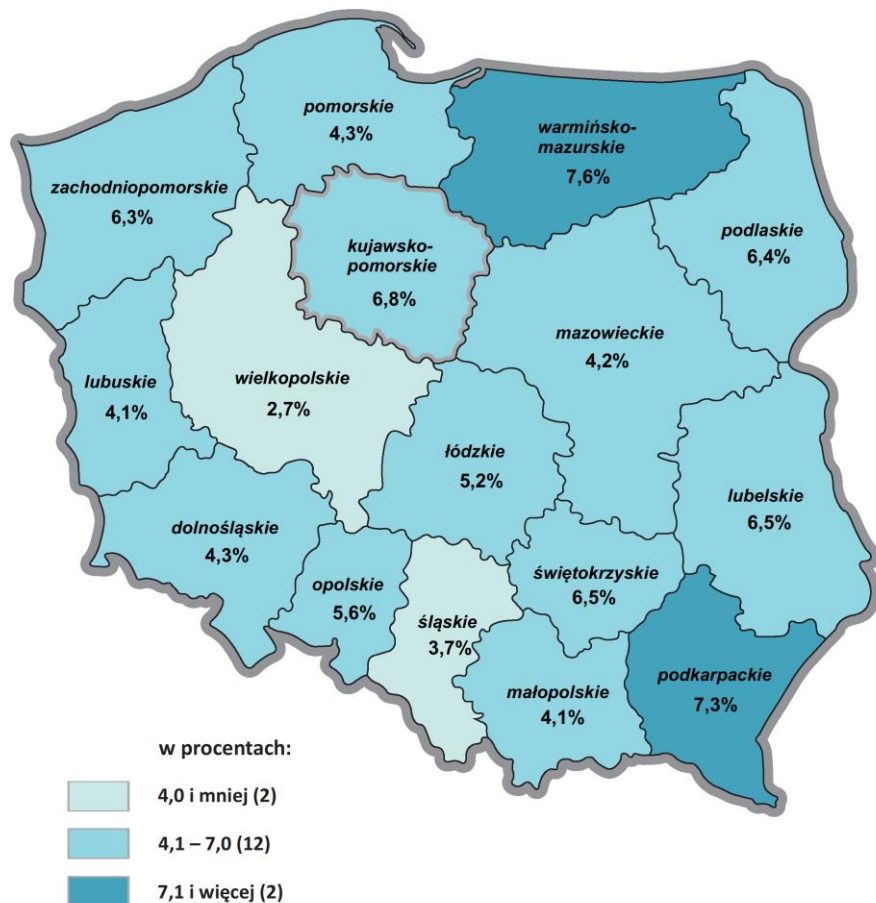 pomorskie
4,3%
warmińsko-
mazurskie
7,6%
zachodniopomorskie
6,3%
podlaskie
6,4%
kujawsko-
pomorskie
6,8%
mazowieckie
4,2%
lubuskie
4,1%
wielkopolskie
2,7%
łódzkie
5,2%
lubelskie
6,5%
dolnośląskie
4,3%
opolskie
5,6%
śląskie
3,7%
świętokrzyskie
6,5%
małopolskie
4,1%
podkarpackie
7,3%
w procentach:
4,0 i mniej (2)
4,1 – 7,0 (12)
7,1 i więcej (2)